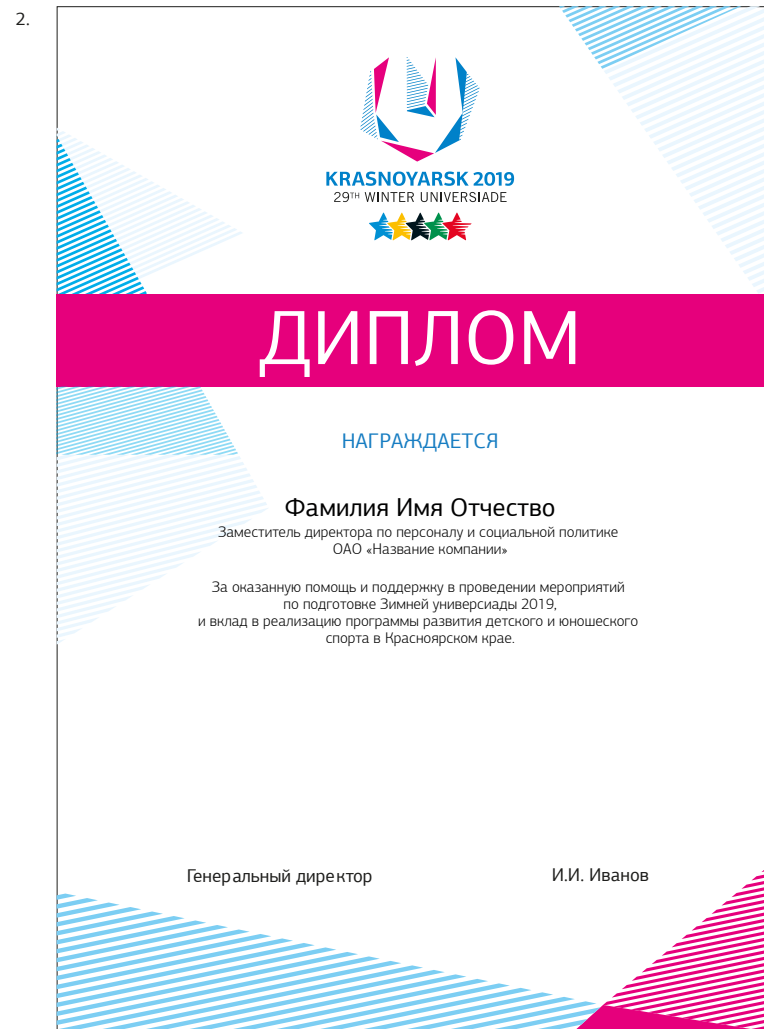 2.
KRASNOYARSK 2019
29TH WINTER UNIVERSIADE
ДИПЛОМ
НАГРАЖДАЕТСЯ
Фамилия Имя Отчество
Заместитель директора по персоналу и социальной политике
ОАО «Название компании»
За оказанную помощь и поддержку в проведении мероприятий
по подготовке Зимней универсиады 2019,
и вклад в реализацию программы развития детского и юношеского
спорта в Красноярском крае.
Генеральный директор И.И. Иванов